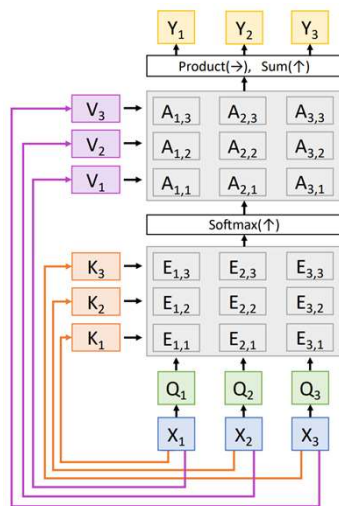 Y1 Y2 Y3
Product(→), Sum(↑)
V3 A1,3 A2,3 A3,3
V2 A1,2 A2,2 A3,2
V1 A1,1 A2,1 A3,1
Softmax(↑)
K3 E1,3 E2,3 E3,3
K2 E1,2 E2,2 E3,2
K1 E1,1 E2,1 E3,1
Q1 Q2 Q3
X1 X2 X3